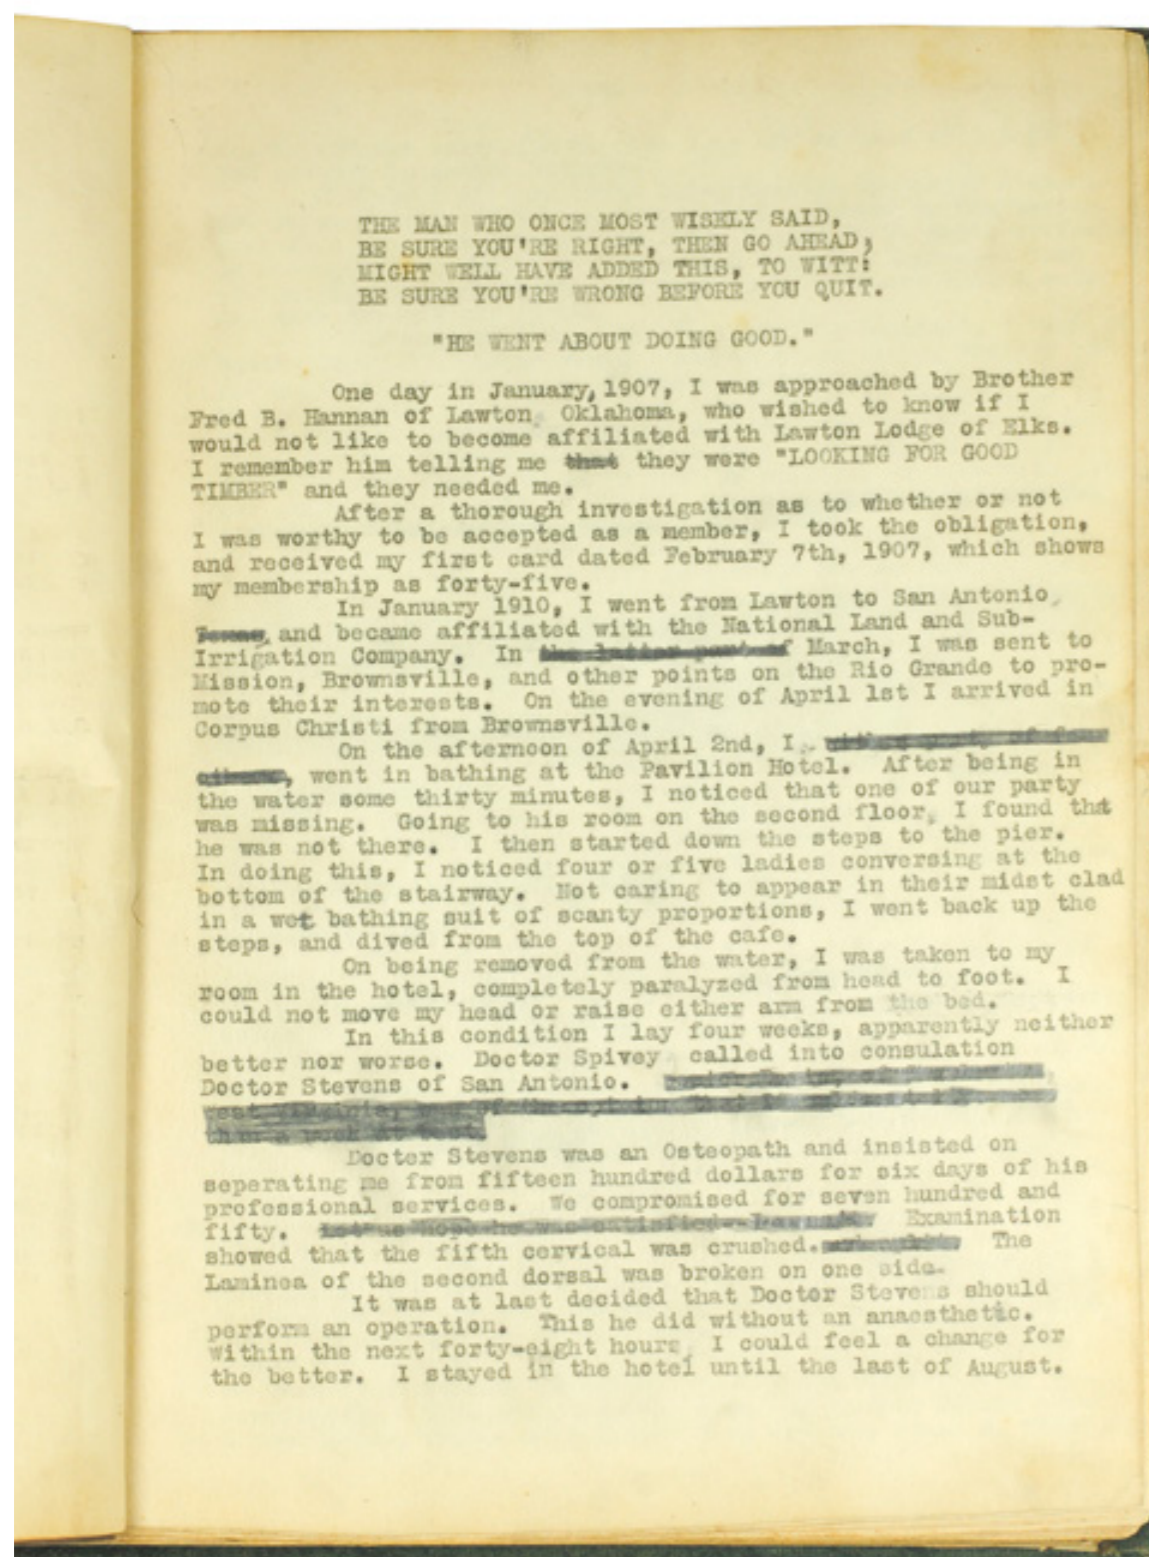 THE MAN WHO ONCE MOST WISELY SAID,
BE SURE YOU'RE RIGHT, THEN GO AHEAD;
MIGHT WELL HAVE ADDED THIS, TO WITT:
BE SURE YOU'RE WRONG BEFORE YOU QUIT.
"HE WENT ABOUT DOING GOOD."
One day in January, 1907, I was approached by Brother
Fred B. Hannan of Lawton, Oklahoma, who wished to know if I
would not like to become affiliated with Lawton Lodge of Elks.
I remember him telling me that they were "LOOKING FOR GOOD
TIMBER" and they needed me.
After a thorough investigation as to whether or not
I was worthy to be accepted as a member, I took the obligation,
and received my first card dated February 7th, 1907, which shows
my membership as forty-five.
In January 1910, I went from Lawton to San Antonio,
Texas, and became affiliated with the National Land and Sub-
Irrigation Company. In the latter part of March, I was sent to
Mission, Brownsville, and other points on the Rio Grande to pro-
mote their interests. On the evening of April 1st I arrived in
Corpus Christi from Brownsville.
On the afternoon of April 2nd, I
, went in bathing at the Pavilion Hotel. After being in
the water some thirty minutes, I noticed that one of our party
was missing. Going to his room on the second floor, I found that
he was not there. I then started down the steps to the pier.
In doing this, I noticed four or five ladies conversing at the
bottom of the stairway. Not caring to appear in their midst clad
in a wet bathing suit of scanty proportions, I went back up the
steps, and dived from the top of the cafe.
On being removed from the water, I was taken to my
room in the hotel, completely paralyzed from head to foot. I
could not move my head or raise either arm from the bed.
In this condition I lay four weeks, apparently neither
better nor worse. Doctor Spivey called into consulation
Doctor Stevens of San Antonio.
Doctor Stevens was an Osteopath and insisted on
seperating me from fifteen hundred dollars for six days of his
professional services. We compromised for seven hundred and
fifty. Let us hope he was satisfied-- Examination
showed that the fifth cervical was crushed. The
Laminea of the second dorsal was broken on one side.
It was at last decided that Doctor Stevens should
perform an operation. This he did without an anaesthetic.
Within the next forty-eight hours I could feel a change for
the better. I stayed in the hotel until the last of August.